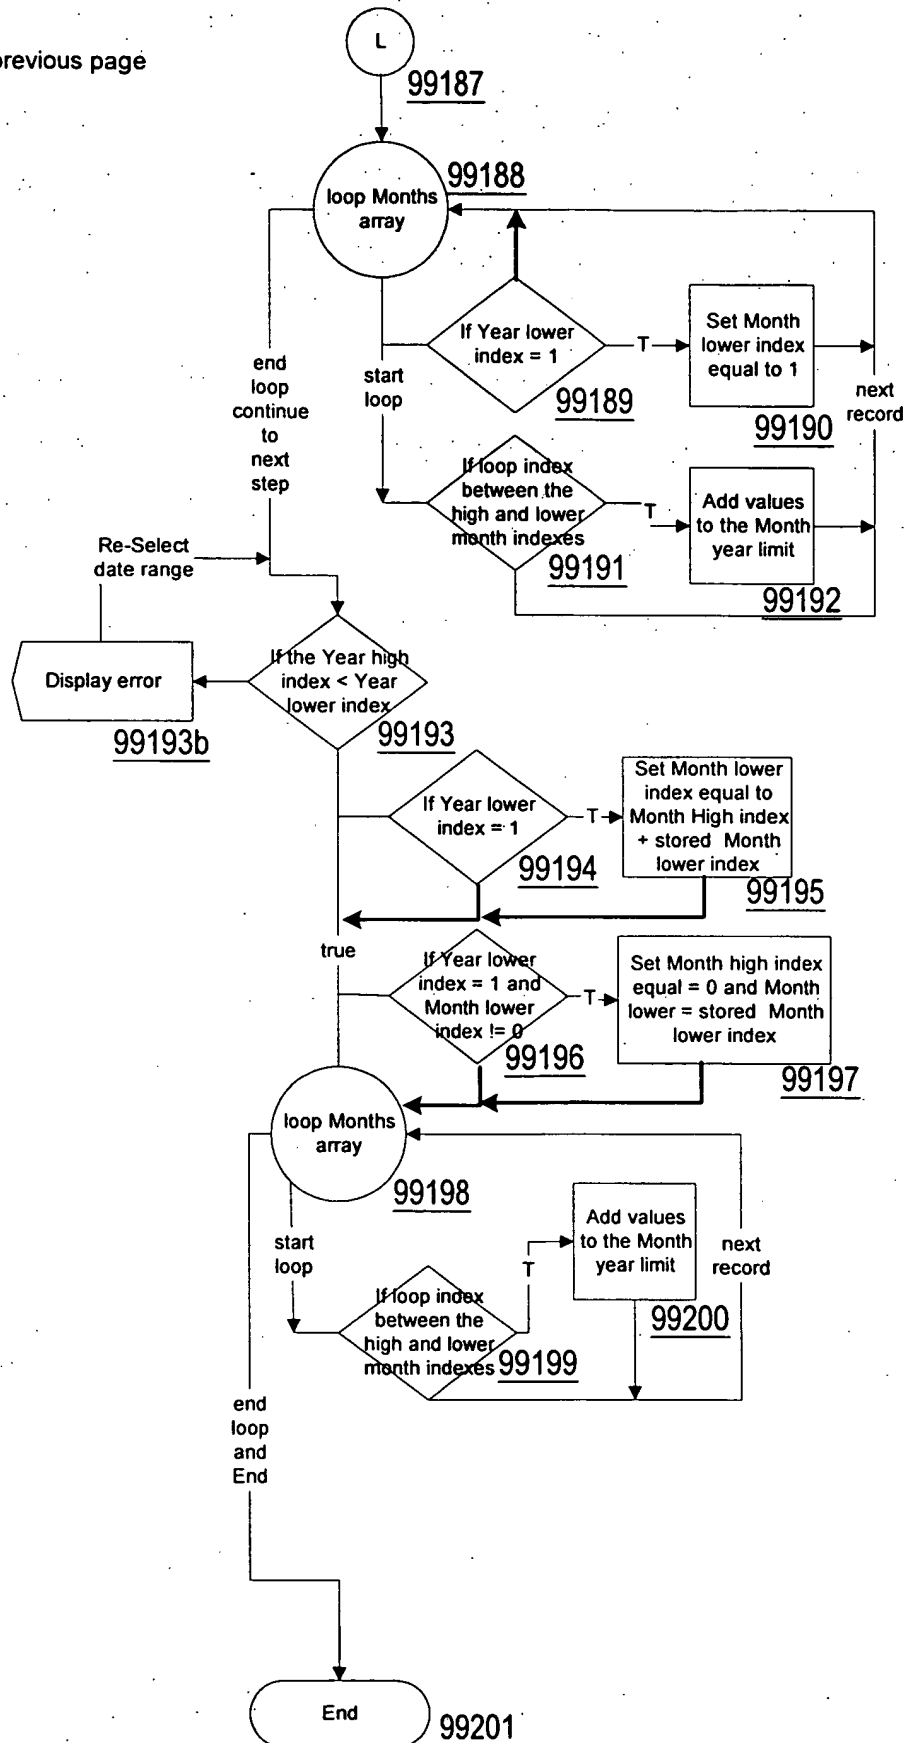 previous page
L
99187
loop Months
array
99188
If Year lower
index = 1
99189
T
Set Month
lower index
equal to 1
99190
next
record
start
loop
end
loop
continue
to
next
step
If loop index
between the
high and lower
month indexes
99191
T
Add values
to the Month
year limit
99192
Re-Select
date range
Display error
99193b
If the Year high
index < Year
lower index
99193
If Year lower
index = 1
99194
T
Set Month lower
index equal to
Month High index
+ stored Month
lower index
99195
true
If Year lower
index = 1 and
Month lower
index != 0
99196
T
Set Month high index
equal = 0 and Month
lower = stored Month
lower index
99197
loop Months
array
99198
start
loop
If loop index
between the
high and lower
month indexes
99199
T
Add values
to the Month
year limit
99200
next
record
end
loop
and
End
End
99201